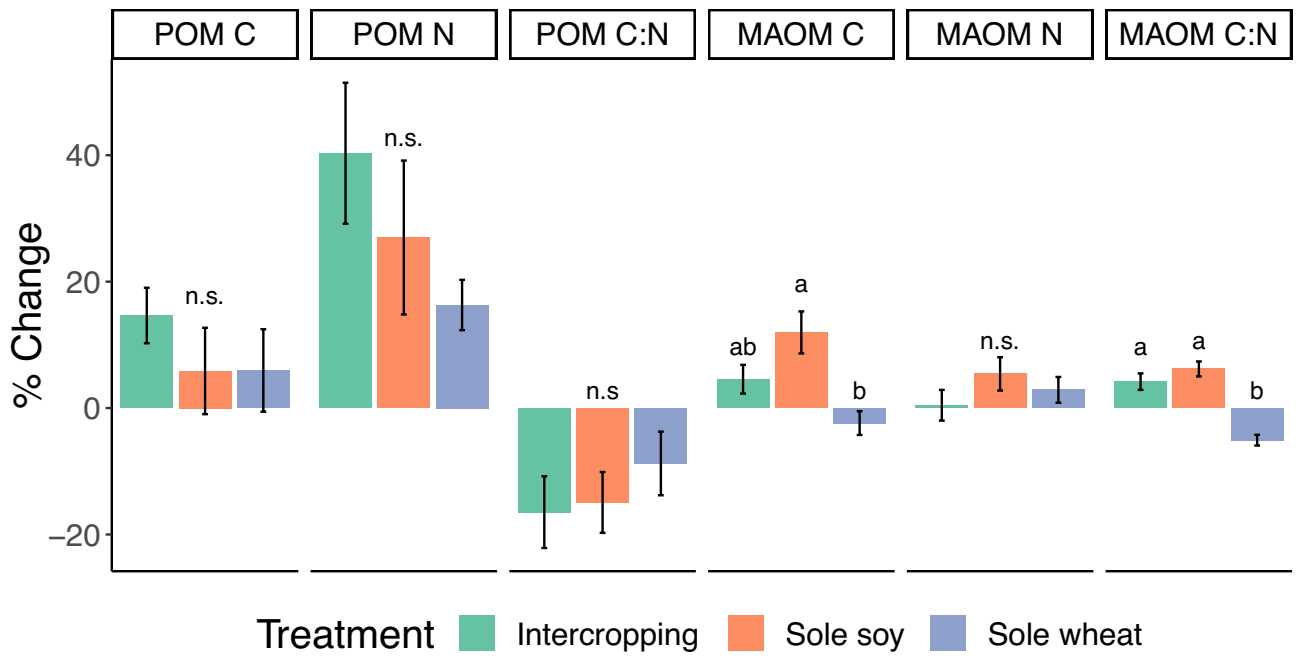 POM C POM N POM C:N MAOM C MAOM N MAOM C:N
% Change
40
20
0
−20
n.s.
n.s.
n.s
ab a b
n.s.
a a b
Treatment Intercropping Sole soy Sole wheat